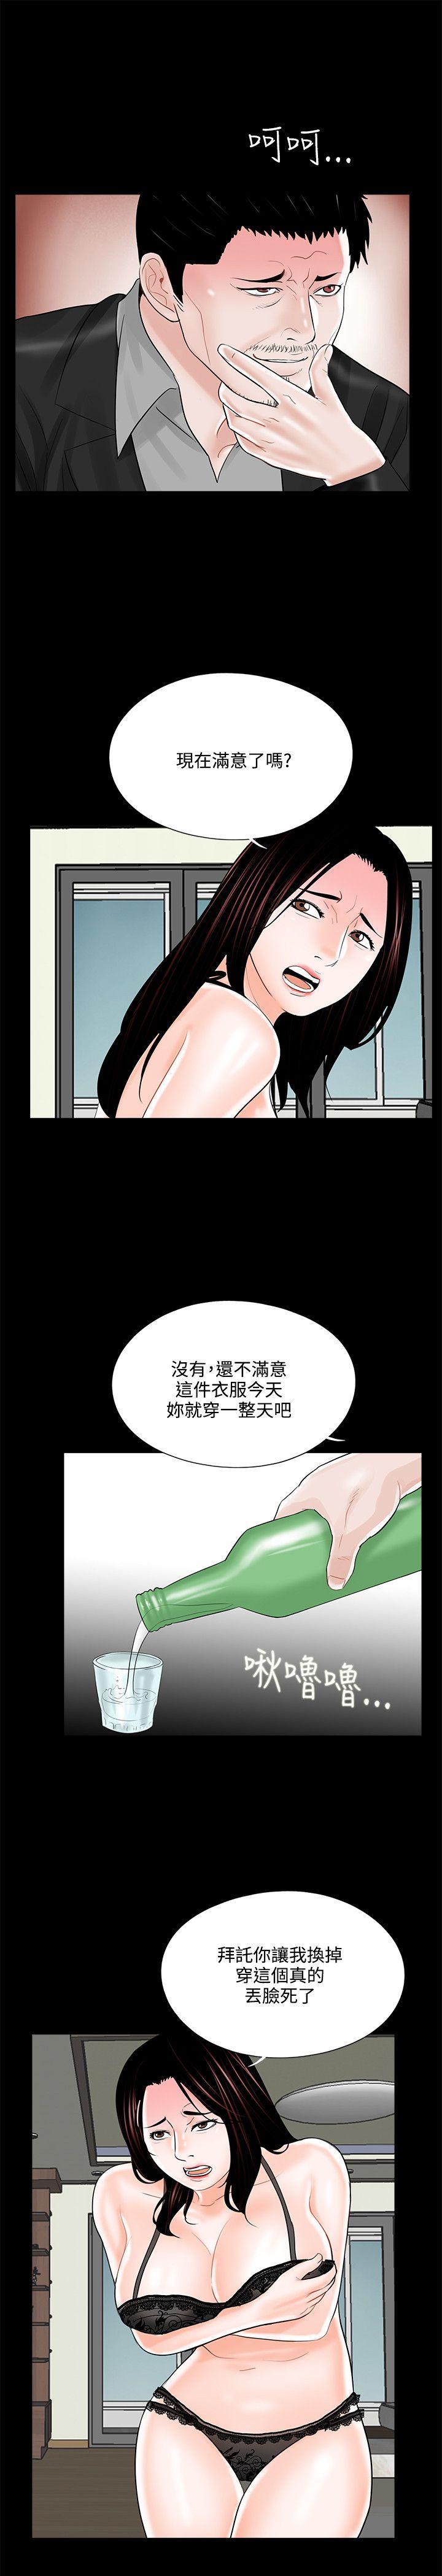 呵呵...
現在滿意了嗎?
沒有,還不滿意
這件衣服今天
妳就穿一整天吧
啾嚕嚕...
拜託你讓我換掉
穿這個真的
丟臉死了